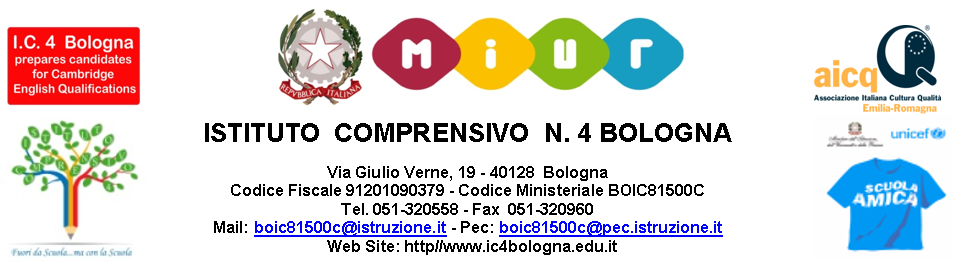 I.C. 4 Bologna
prepares candidates
for Cambridge
English Qualifications
REPVBBLICA ITALIANA
miur
aicq
Associazione Italiana Cultura Qualità
Emilia-Romagna
unicef
SCUOLA
AMICA
Fuori da Scuola...ma con la Scuola
ISTITUTO COMPRENSIVO N. 4 BOLOGNA
Via Giulio Verne, 19 - 40128 Bologna
Codice Fiscale 91201090379 - Codice Ministeriale BOIC81500C
Tel. 051-320558 - Fax 051-320960
Mail: boic81500c@istruzione.it - Pec: boic81500c@pec.istruzione.it
Web Site: http//www.ic4bologna.edu.it